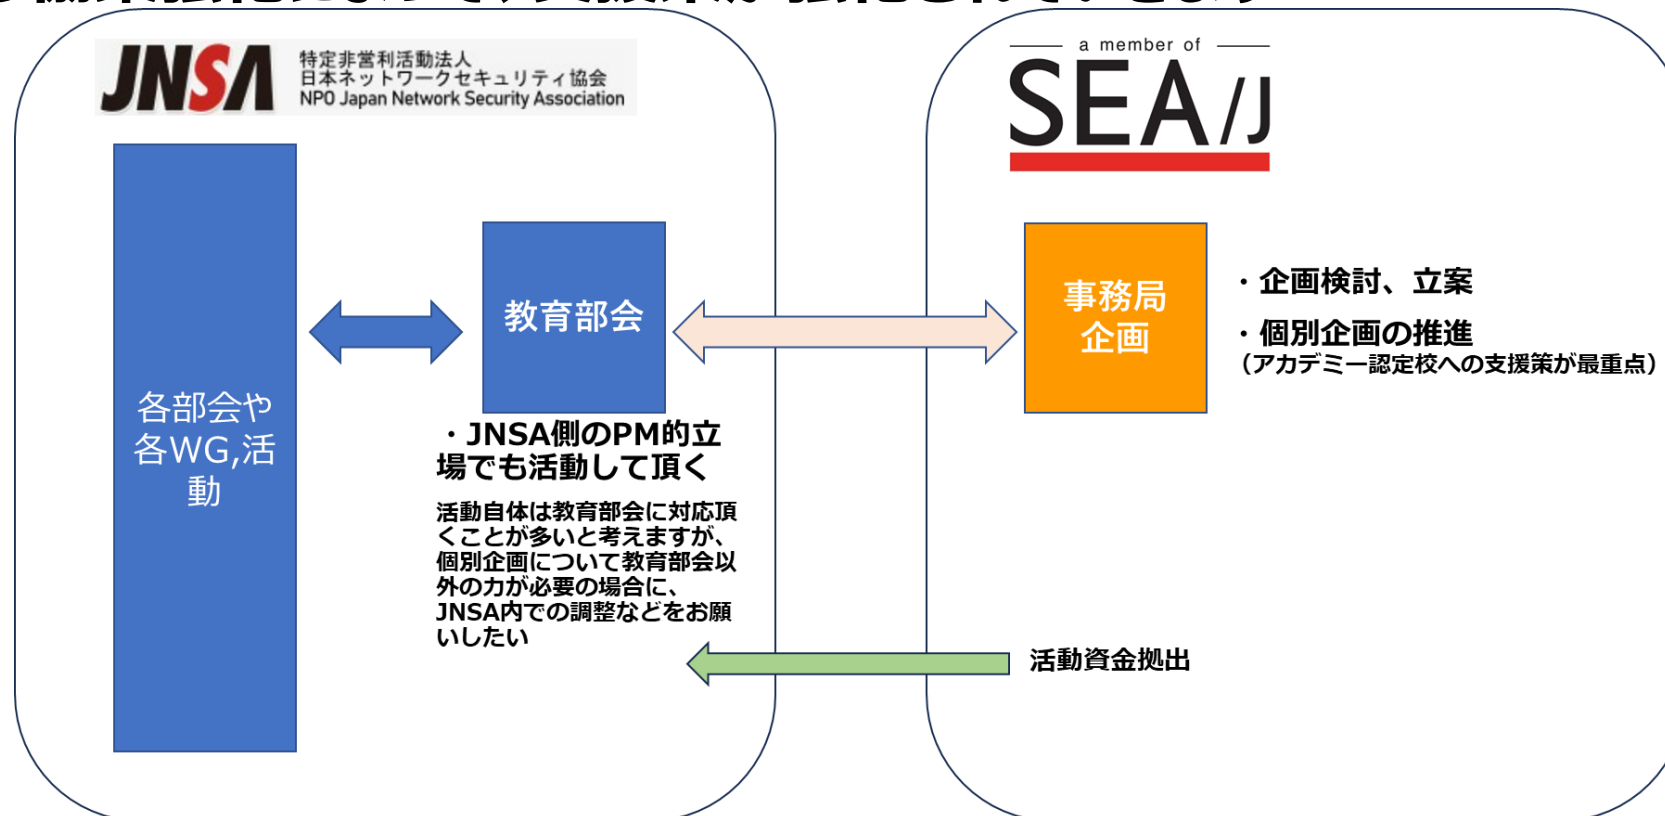 JNSA
特定非営利活動法人
日本ネットワークセキュリティ協会
NPO Japan Network Security Association
a member of
SEA/J
各部会や
各WG,活
動
教育部会
・JNSA側のPM的立
場でも活動して頂く
活動自体は教育部会に対応頂
くことが多いと考えますが、
個別企画について教育部会以
外の力が必要の場合に、
JNSA内での調整などをお願
いしたい
事務局
企画
・企画検討、立案
・個別企画の推進
（アカデミー認定校への支援策が最重点）
活動資金拠出